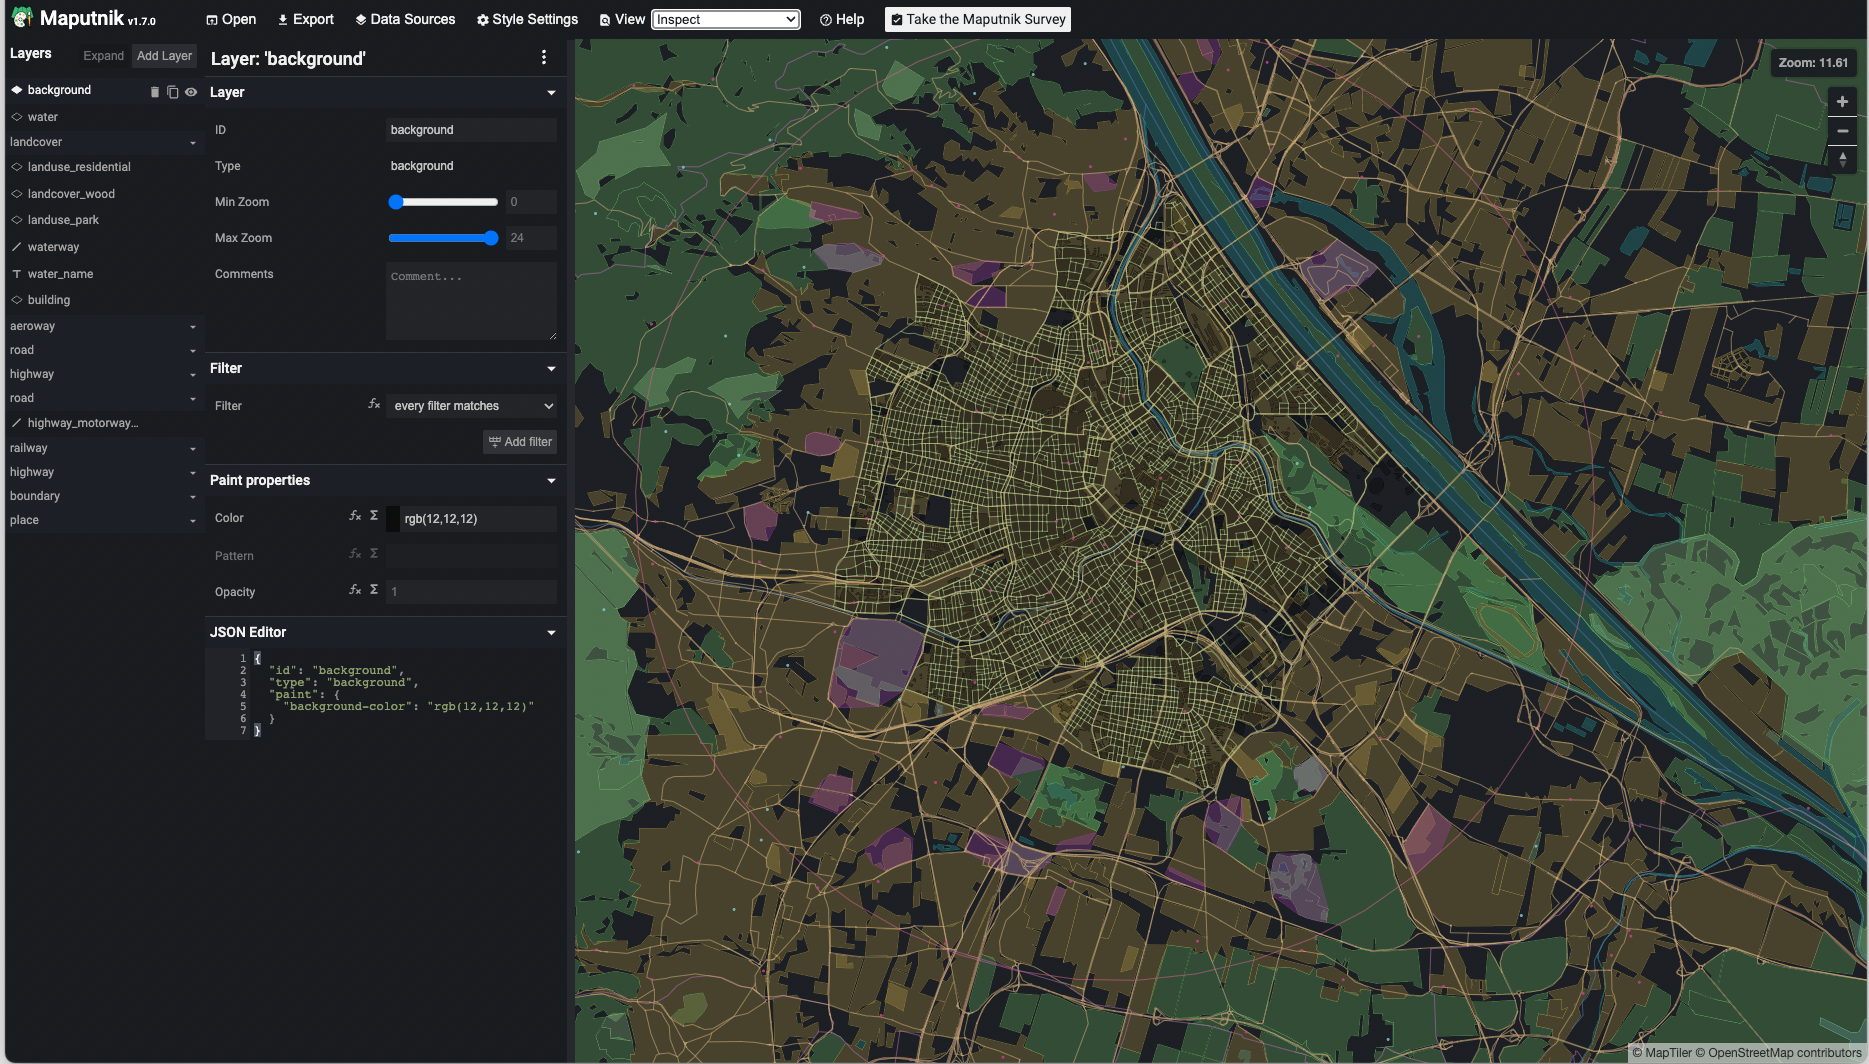 Maputnik v1.7.0
Open
Export
Data Sources
Style Settings
View
Inspect
Help
Take the Maputnik Survey
Layers
Expand
Add Layer
background
water
landcover
landuse_residential
landcover_wood
landuse_park
waterway
water_name
building
aeroway
road
highway
road
highway_motorway...
railway
highway
boundary
place
Layer: 'background'
Layer
ID
background
Type
background
Min Zoom
0
Max Zoom
24
Comments
Comment...
Filter
Filter
every filter matches
Add filter
Paint properties
Color
rgb(12,12,12)
Pattern
Opacity
1
JSON Editor
1 {
2 "id": "background",
3 "type": "background",
4 "paint": {
5 "background-color": "rgb(12,12,12)"
6 }
7 }
Zoom: 11.61
© MapTiler © OpenStreetMap contributors